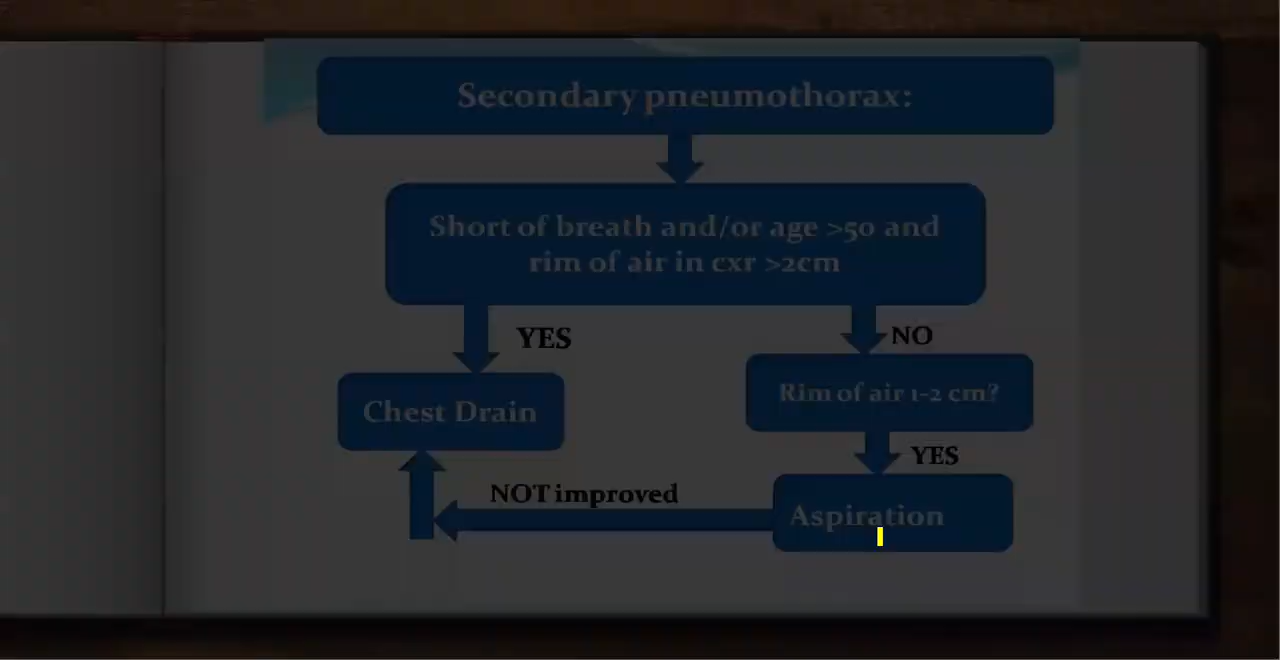 Secondary pneumothorax:
Short of breath and/or age >50 and
rim of air in cxr >2cm
YES
NO
Chest Drain
Rim of air 1-2 cm?
YES
NOT improved
Aspiration